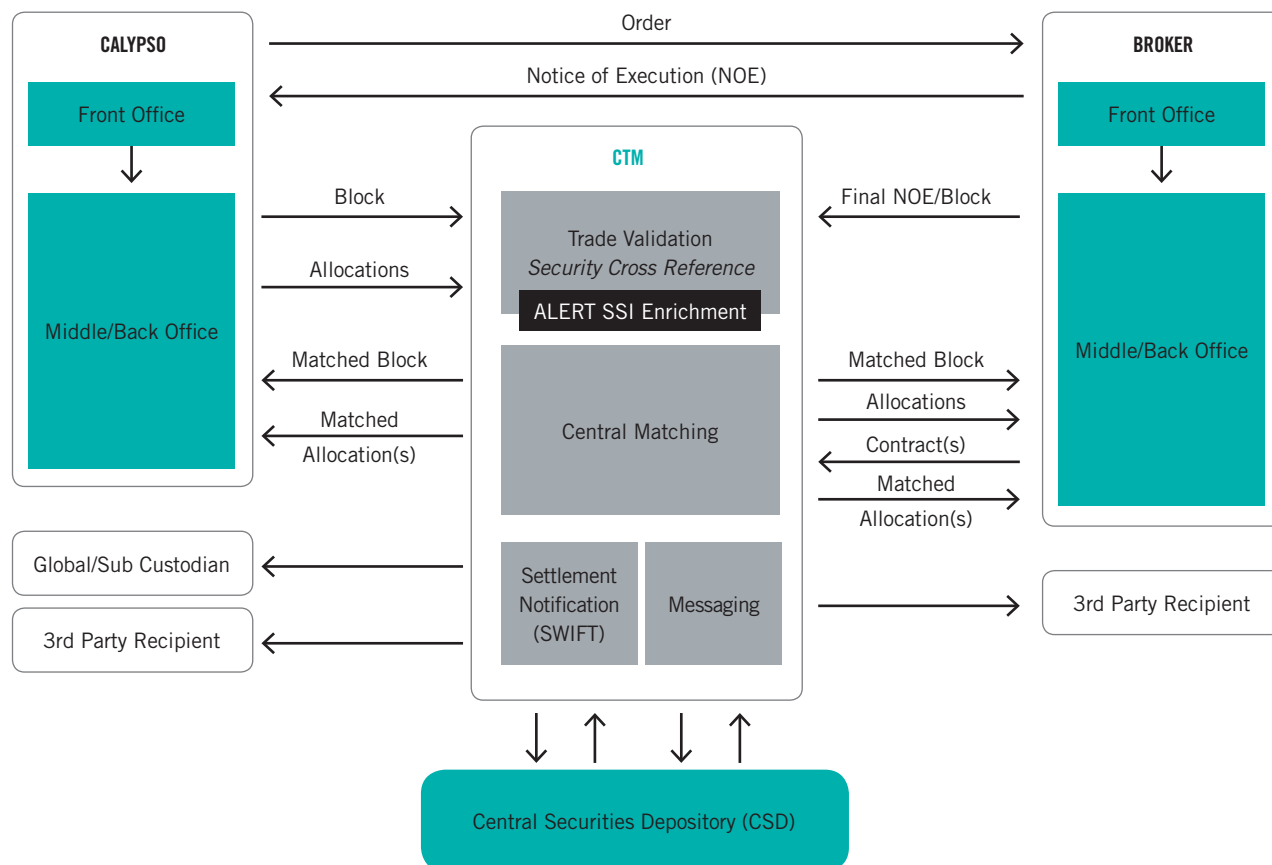 Order
CALYPSO
BROKER
Notice of Execution (NOE)
Front Office
Front Office
CTM
Block
Final NOE/Block
Trade Validation
Security Cross Reference
Allocations
ALERT SSI Enrichment
Middle/Back Office
Middle/Back Office
Matched Block
Matched Block
Allocations
Matched
Allocation(s)
Central Matching
Contract(s)
Matched
Allocation(s)
Global/Sub Custodian
Settlement
Notification
(SWIFT)
Messaging
3rd Party Recipient
3rd Party Recipient
Central Securities Depository (CSD)